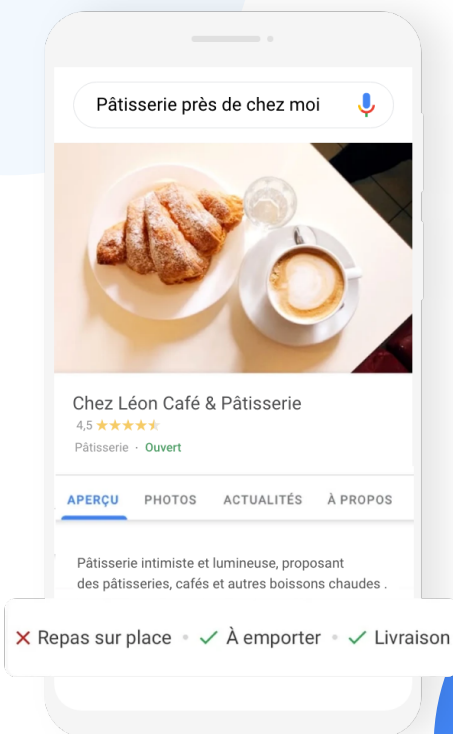 Pâtisserie près de chez moi
Chez Léon Café & Pâtisserie
4,5
Pâtisserie · Ouvert
APERÇU PHOTOS ACTUALITÉS À PROPOS
Pâtisserie intimiste et lumineuse, proposant
des pâtisseries, cafés et autres boissons chaudes .
Repas sur place • À emporter • Livraison